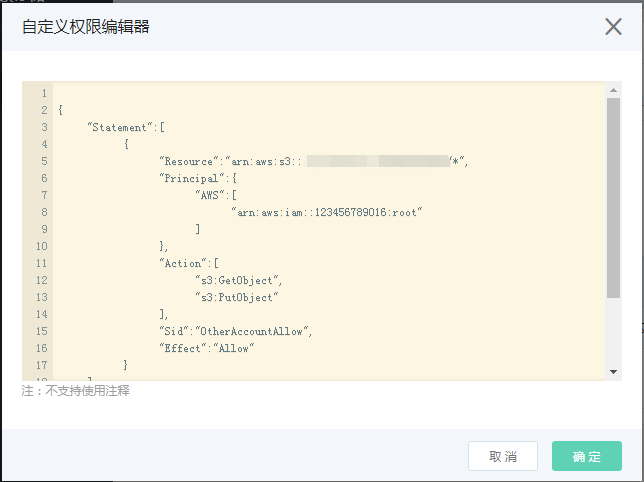 自定义权限编辑器
1
2 {
3 "Statement":[
4 {
5 "Resource":"arn:aws:s3:: /*",
6 "Principal":{
7 "AWS":[
8 "arn:aws:iam::123456789016:root"
9 ]
10 },
11 "Action":[
12 "s3:GetObject",
13 "s3:PutObject"
14 ],
15 "Sid":"OtherAccountAllow",
16 "Effect":"Allow"
17 }
18 ]
注：不支持使用注释
取消 确定